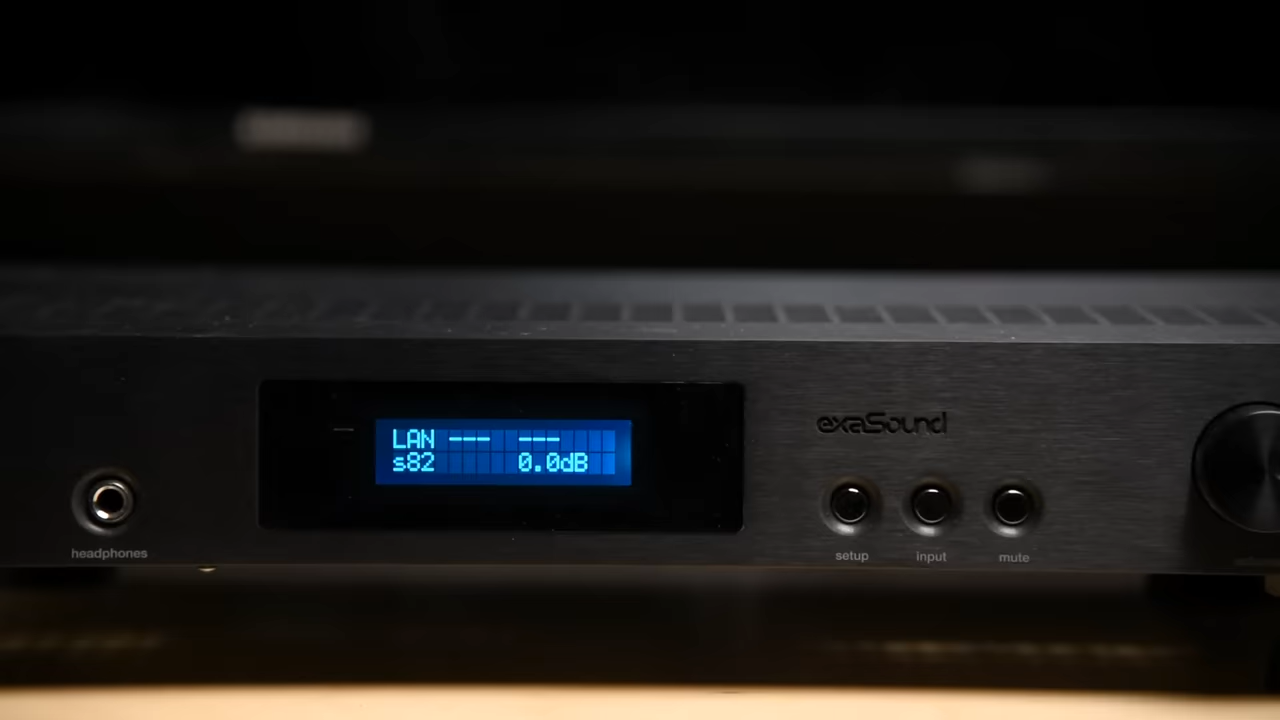 LAN --- ---
s82 0.0dB
exaSound
headphones
setup
input
mute